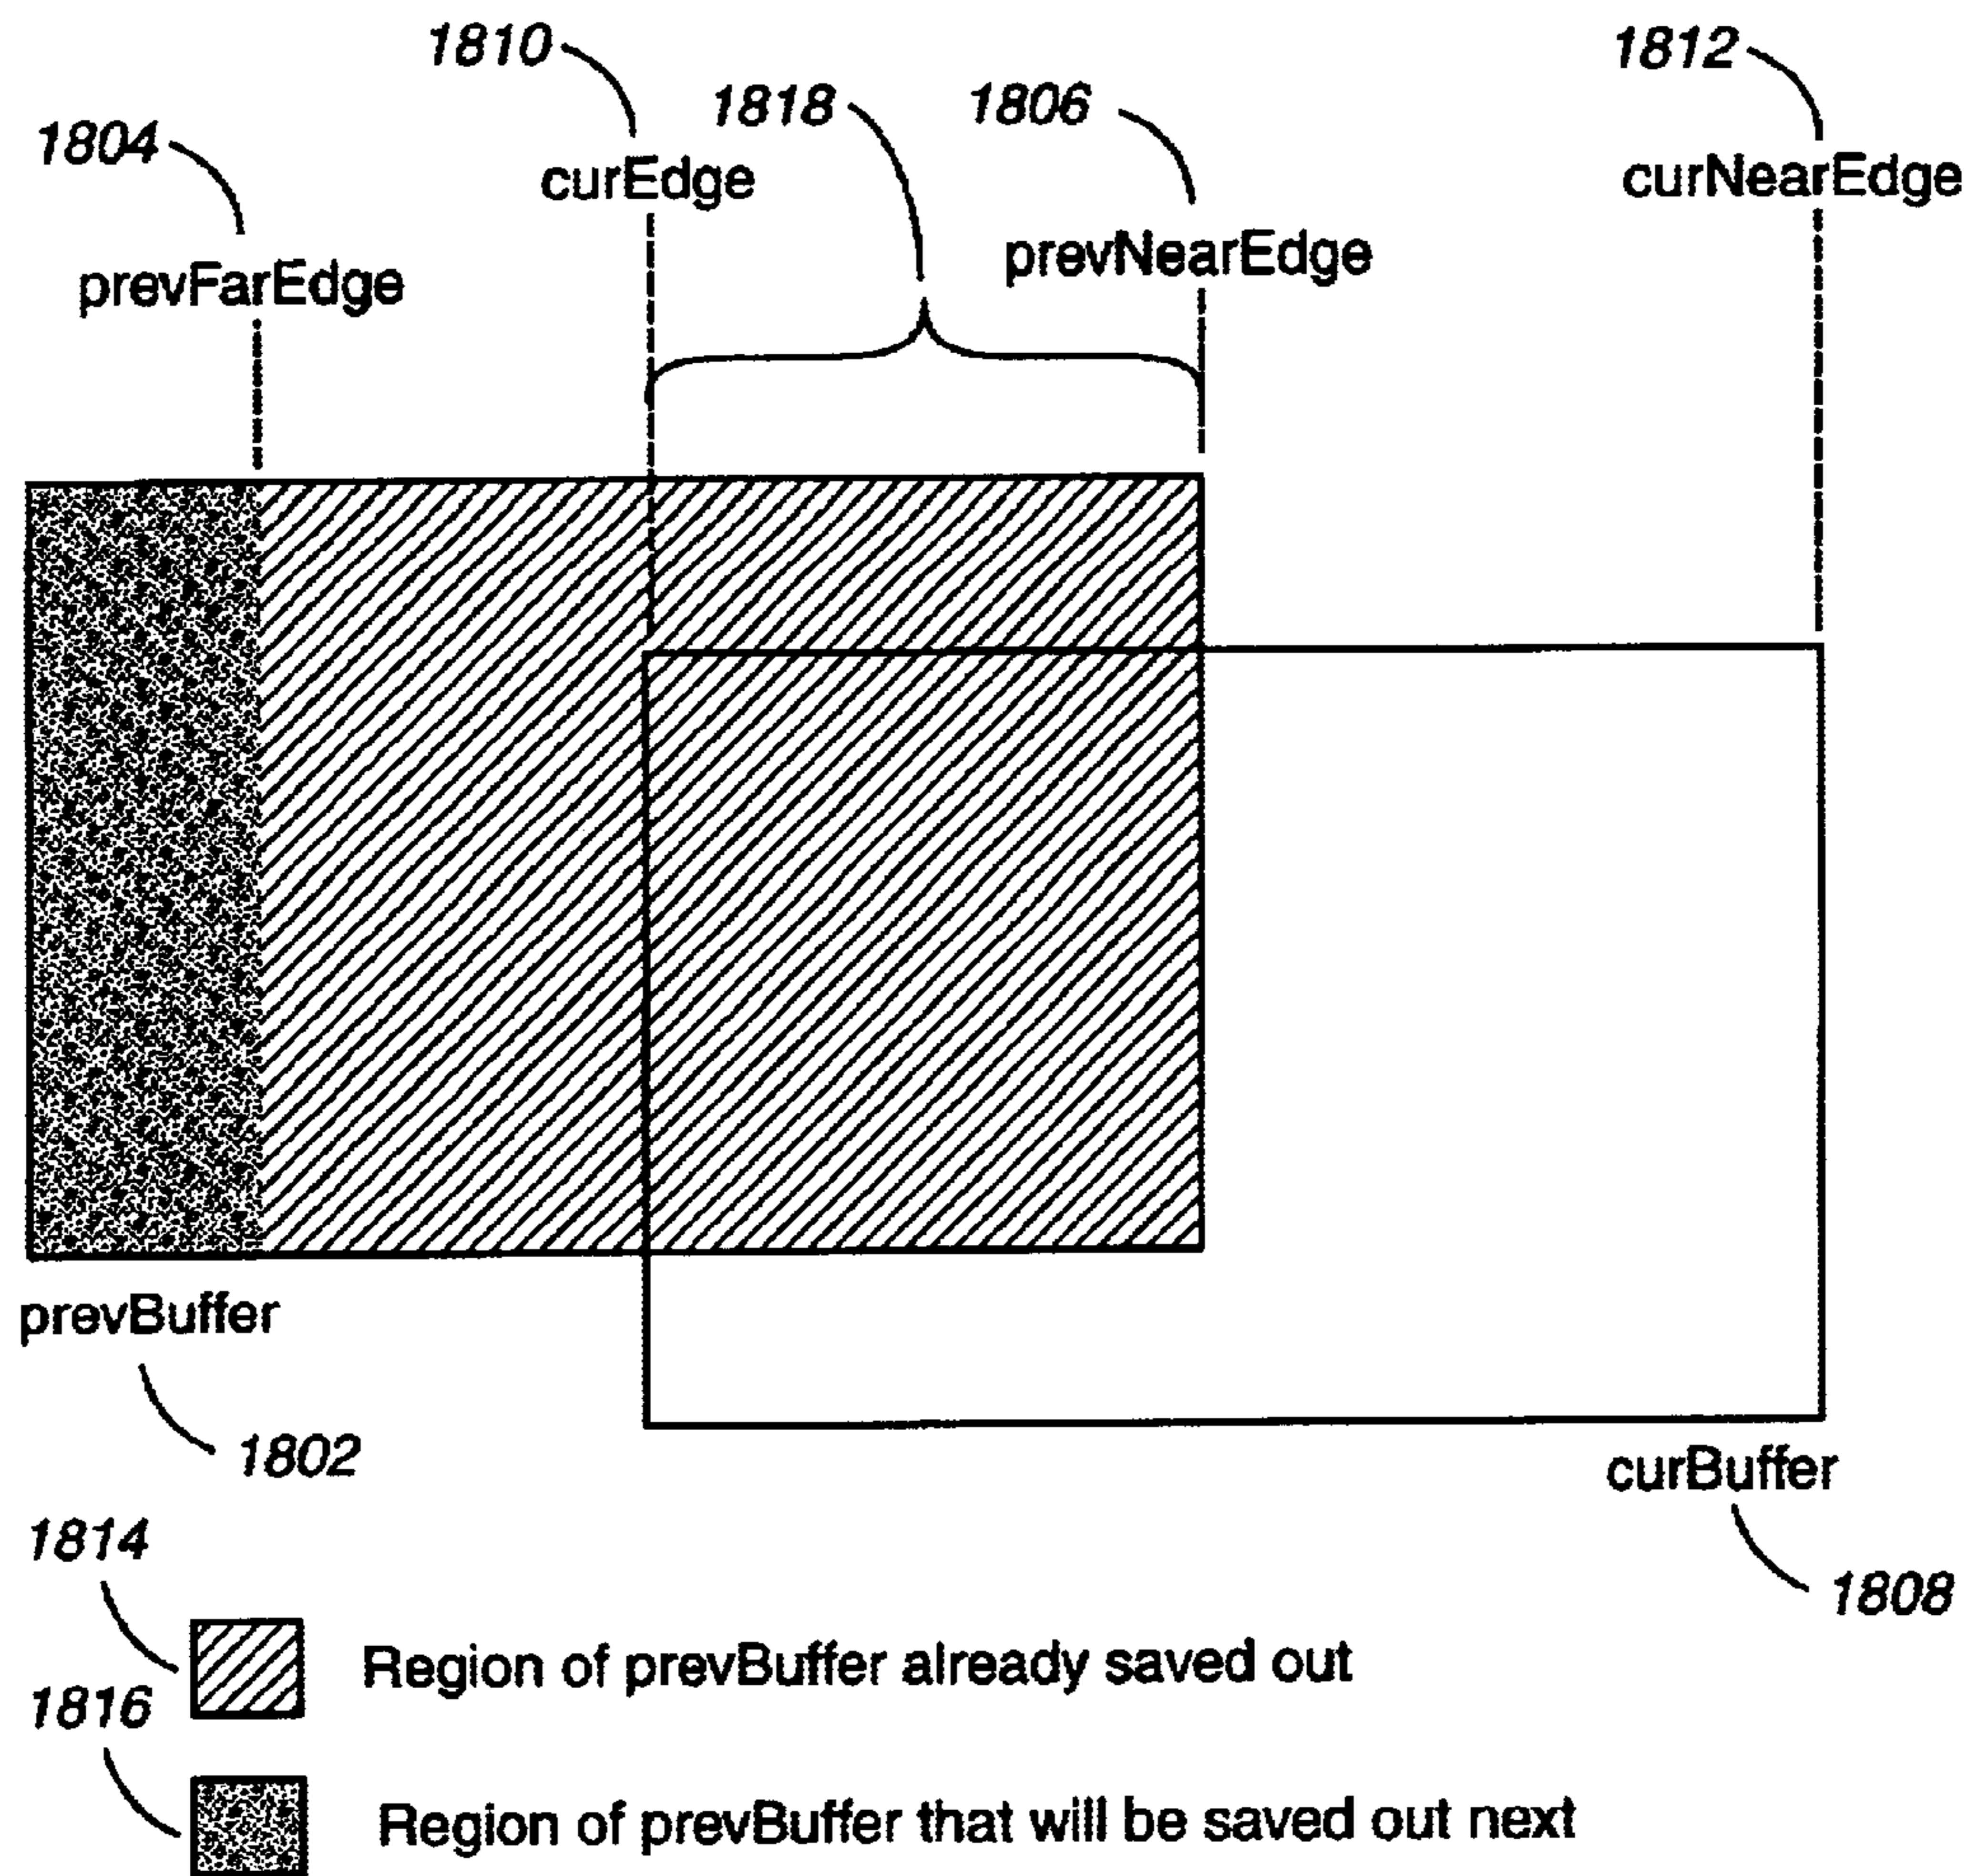 1810
1812
1818
1806
1804
curEdge
curNearEdge
prevNearEdge
prevFarEdge
prevBuffer
1802
curBuffer
1808
1814
Region of prevBuffer already saved out
1816
Region of prevBuffer that will be saved out next